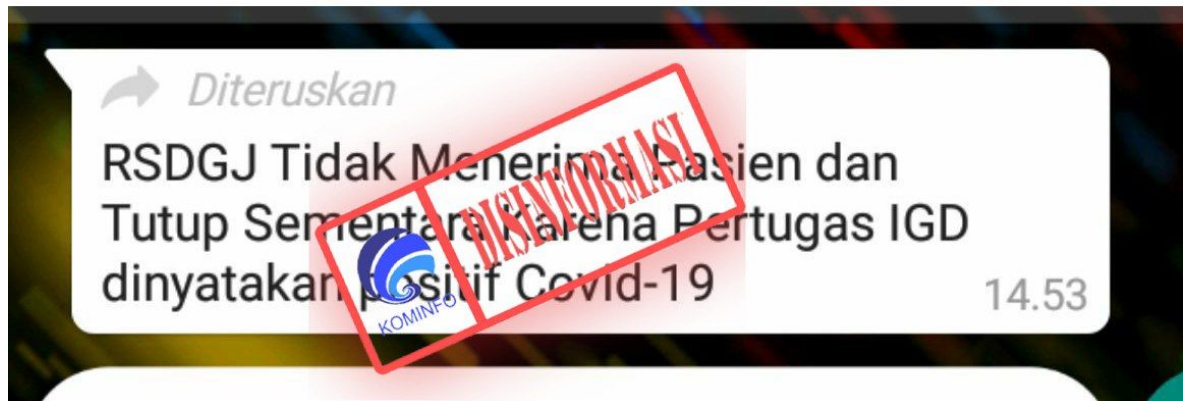 Diteruskan
RSDGJ Tidak Menerima Pasien dan
Tutup Sementara Karena Pertugas IGD
dinyatakan positif Covid-19
14.53
DISINFORMASI
KOMINFO